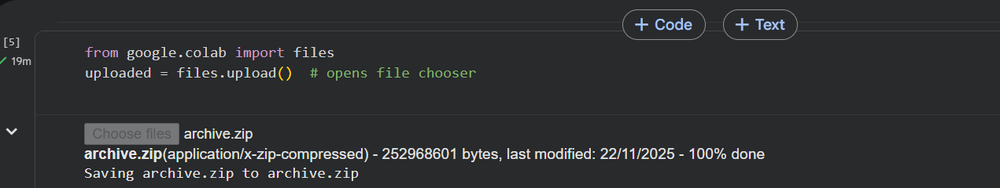 + Code + Text
[5]
✓ 19m
from google.colab import files
uploaded = files.upload()  # opens file chooser
Choose files archive.zip
archive.zip(application/x-zip-compressed) - 252968601 bytes, last modified: 22/11/2025 - 100% done
Saving archive.zip to archive.zip